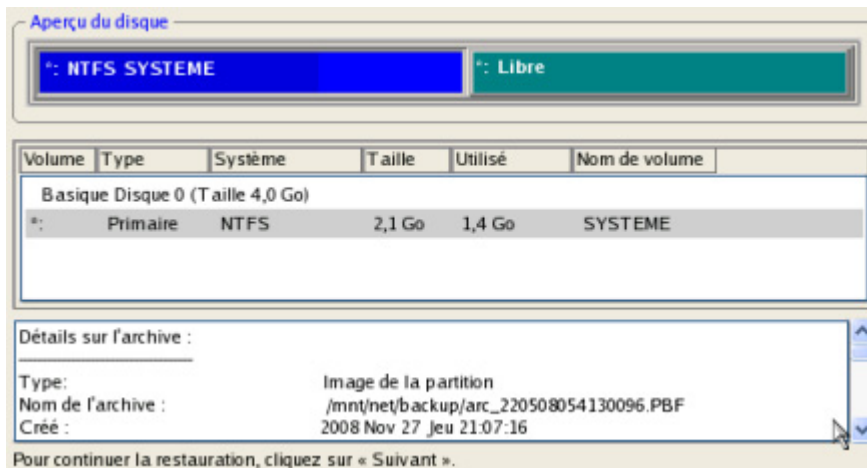 Aperçu du disque
*: NTFS SYSTEME
*: Libre
Volume Type Système Taille Utilisé Nom de volume
Basique Disque 0 (Taille 4,0 Go)
*: Primaire NTFS 2,1 Go 1,4 Go SYSTEME
Détails sur l'archive :
------------------------------------
Type: Image de la partition
Nom de l'archive : /mnt/net/backup/arc_220508054130096.PBF
Créé : 2008 Nov 27 Jeu 21:07:16
Pour continuer la restauration, cliquez sur « Suivant ».